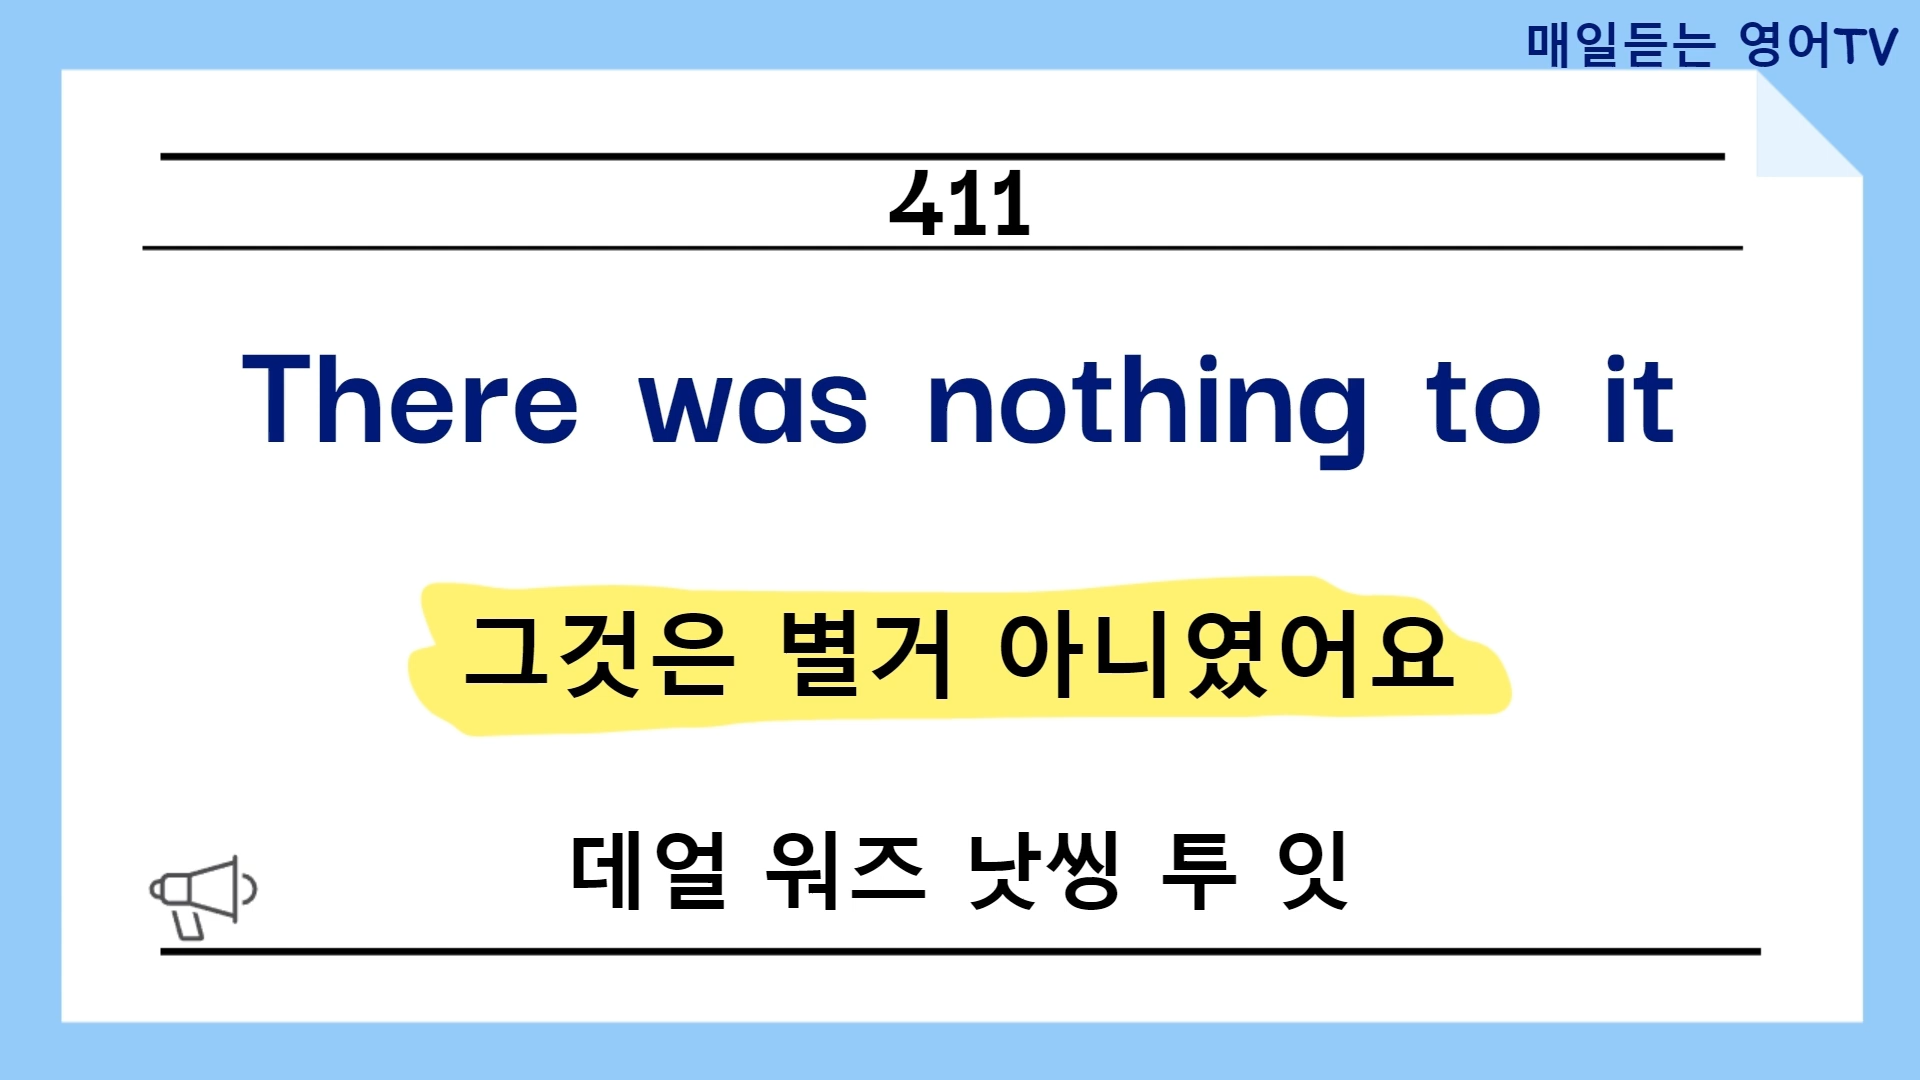 매일듣는 영어TV
411
There was nothing to it
그것은 별거 아니였어요
데얼 워즈 낫씽 투 잇